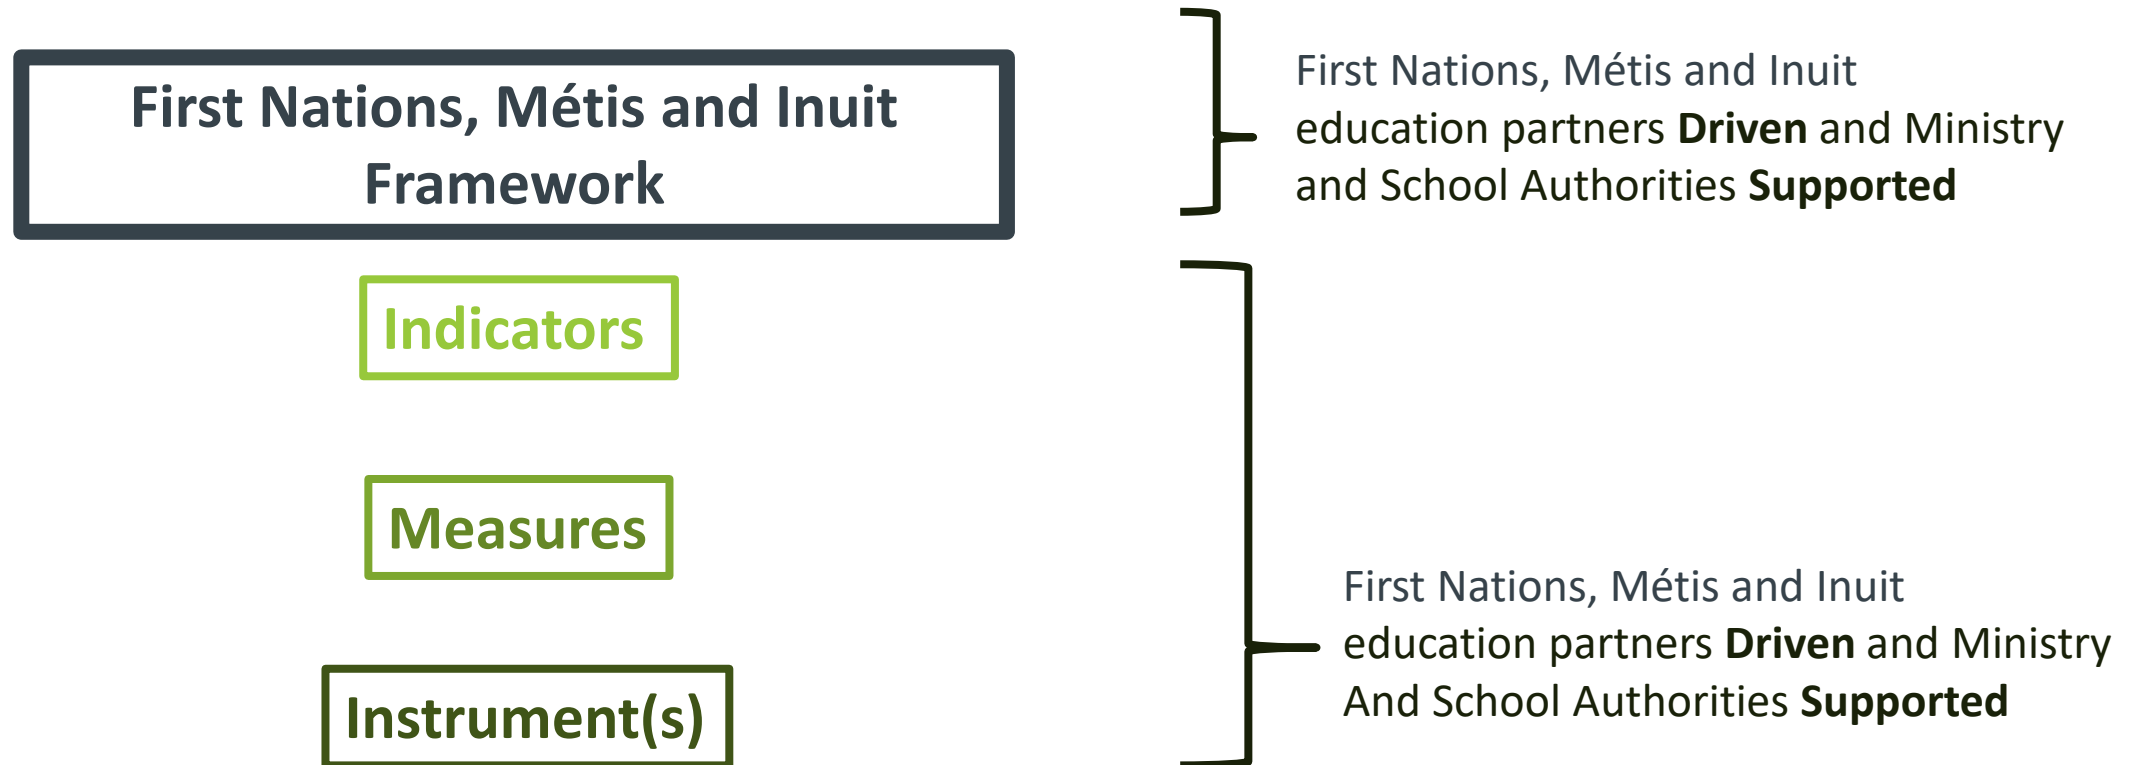 First Nations, Métis and Inuit
Framework
First Nations, Métis and Inuit
education partners Driven and Ministry
and School Authorities Supported
Indicators
Measures
Instrument(s)
First Nations, Métis and Inuit
education partners Driven and Ministry
And School Authorities Supported